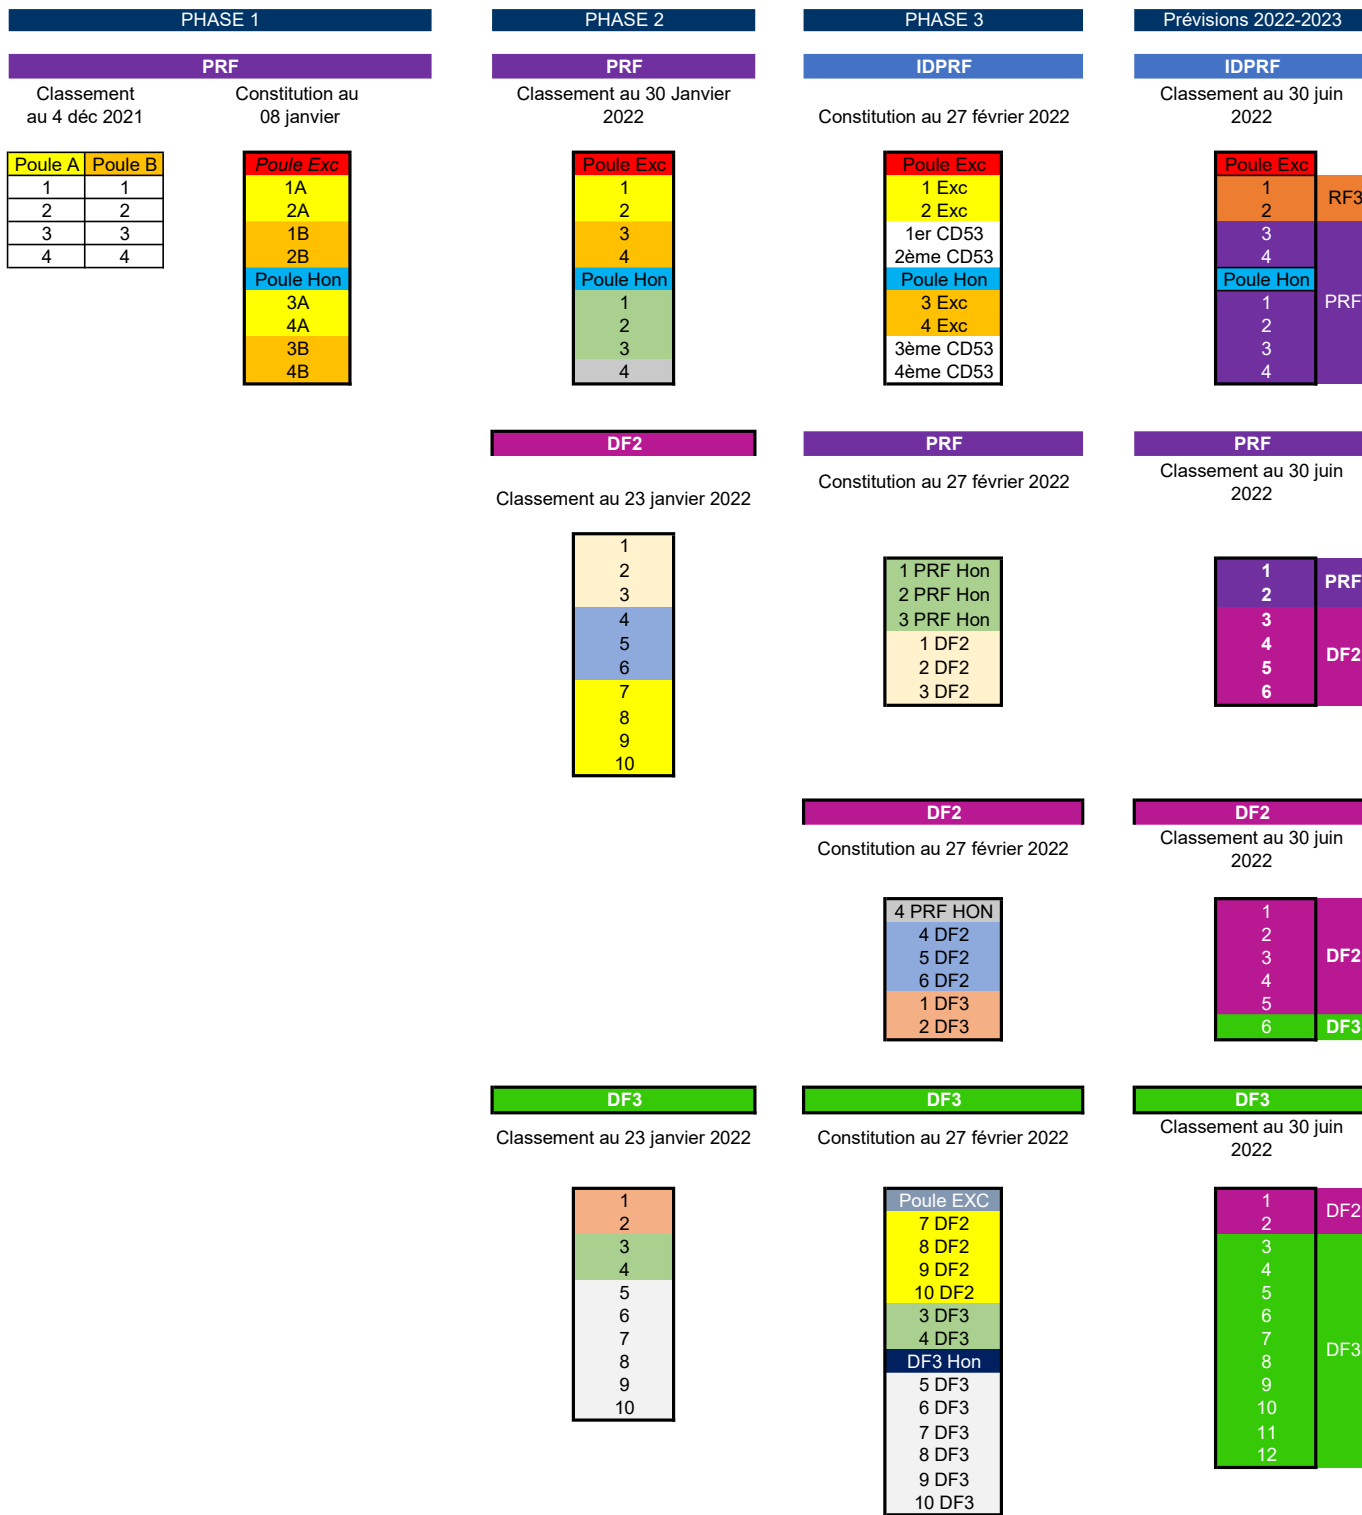 PHASE 1
PHASE 2
PHASE 3
Prévisions 2022-2023
PRF
PRF
IDPRF
IDPRF
Classement
au 4 déc 2021
Constitution au
08 janvier
Classement au 30 Janvier
2022
Constitution au 27 février 2022
Classement au 30 juin
2022
Poule A Poule B
1 1
2 2
3 3
4 4
Poule Exc
1A
2A
1B
2B
Poule Hon
3A
4A
3B
4B
Poule Exc
1
2
3
4
Poule Hon
1
2
3
4
Poule Exc
1 Exc
2 Exc
1er CD53
2ème CD53
Poule Hon
3 Exc
4 Exc
3ème CD53
4ème CD53
Poule Exc
1
2
3
4
Poule Hon
1
2
3
4
RF3
PRF
DF2
PRF
PRF
Classement au 23 janvier 2022
Constitution au 27 février 2022
Classement au 30 juin
2022
1
2
3
4
5
6
7
8
9
10
1 PRF Hon
2 PRF Hon
3 PRF Hon
1 DF2
2 DF2
3 DF2
1
2
3
4
5
6
PRF
DF2
DF2
DF2
Constitution au 27 février 2022
Classement au 30 juin
2022
4 PRF HON
4 DF2
5 DF2
6 DF2
1 DF3
2 DF3
1
2
3
4
5
6
DF2
DF3
DF3
DF3
DF3
Classement au 23 janvier 2022
Constitution au 27 février 2022
Classement au 30 juin
2022
1
2
3
4
5
6
7
8
9
10
Poule EXC
7 DF2
8 DF2
9 DF2
10 DF2
3 DF3
4 DF3
DF3 Hon
5 DF3
6 DF3
7 DF3
8 DF3
9 DF3
10 DF3
1
2
3
4
5
6
7
8
9
10
11
12
DF2
DF3